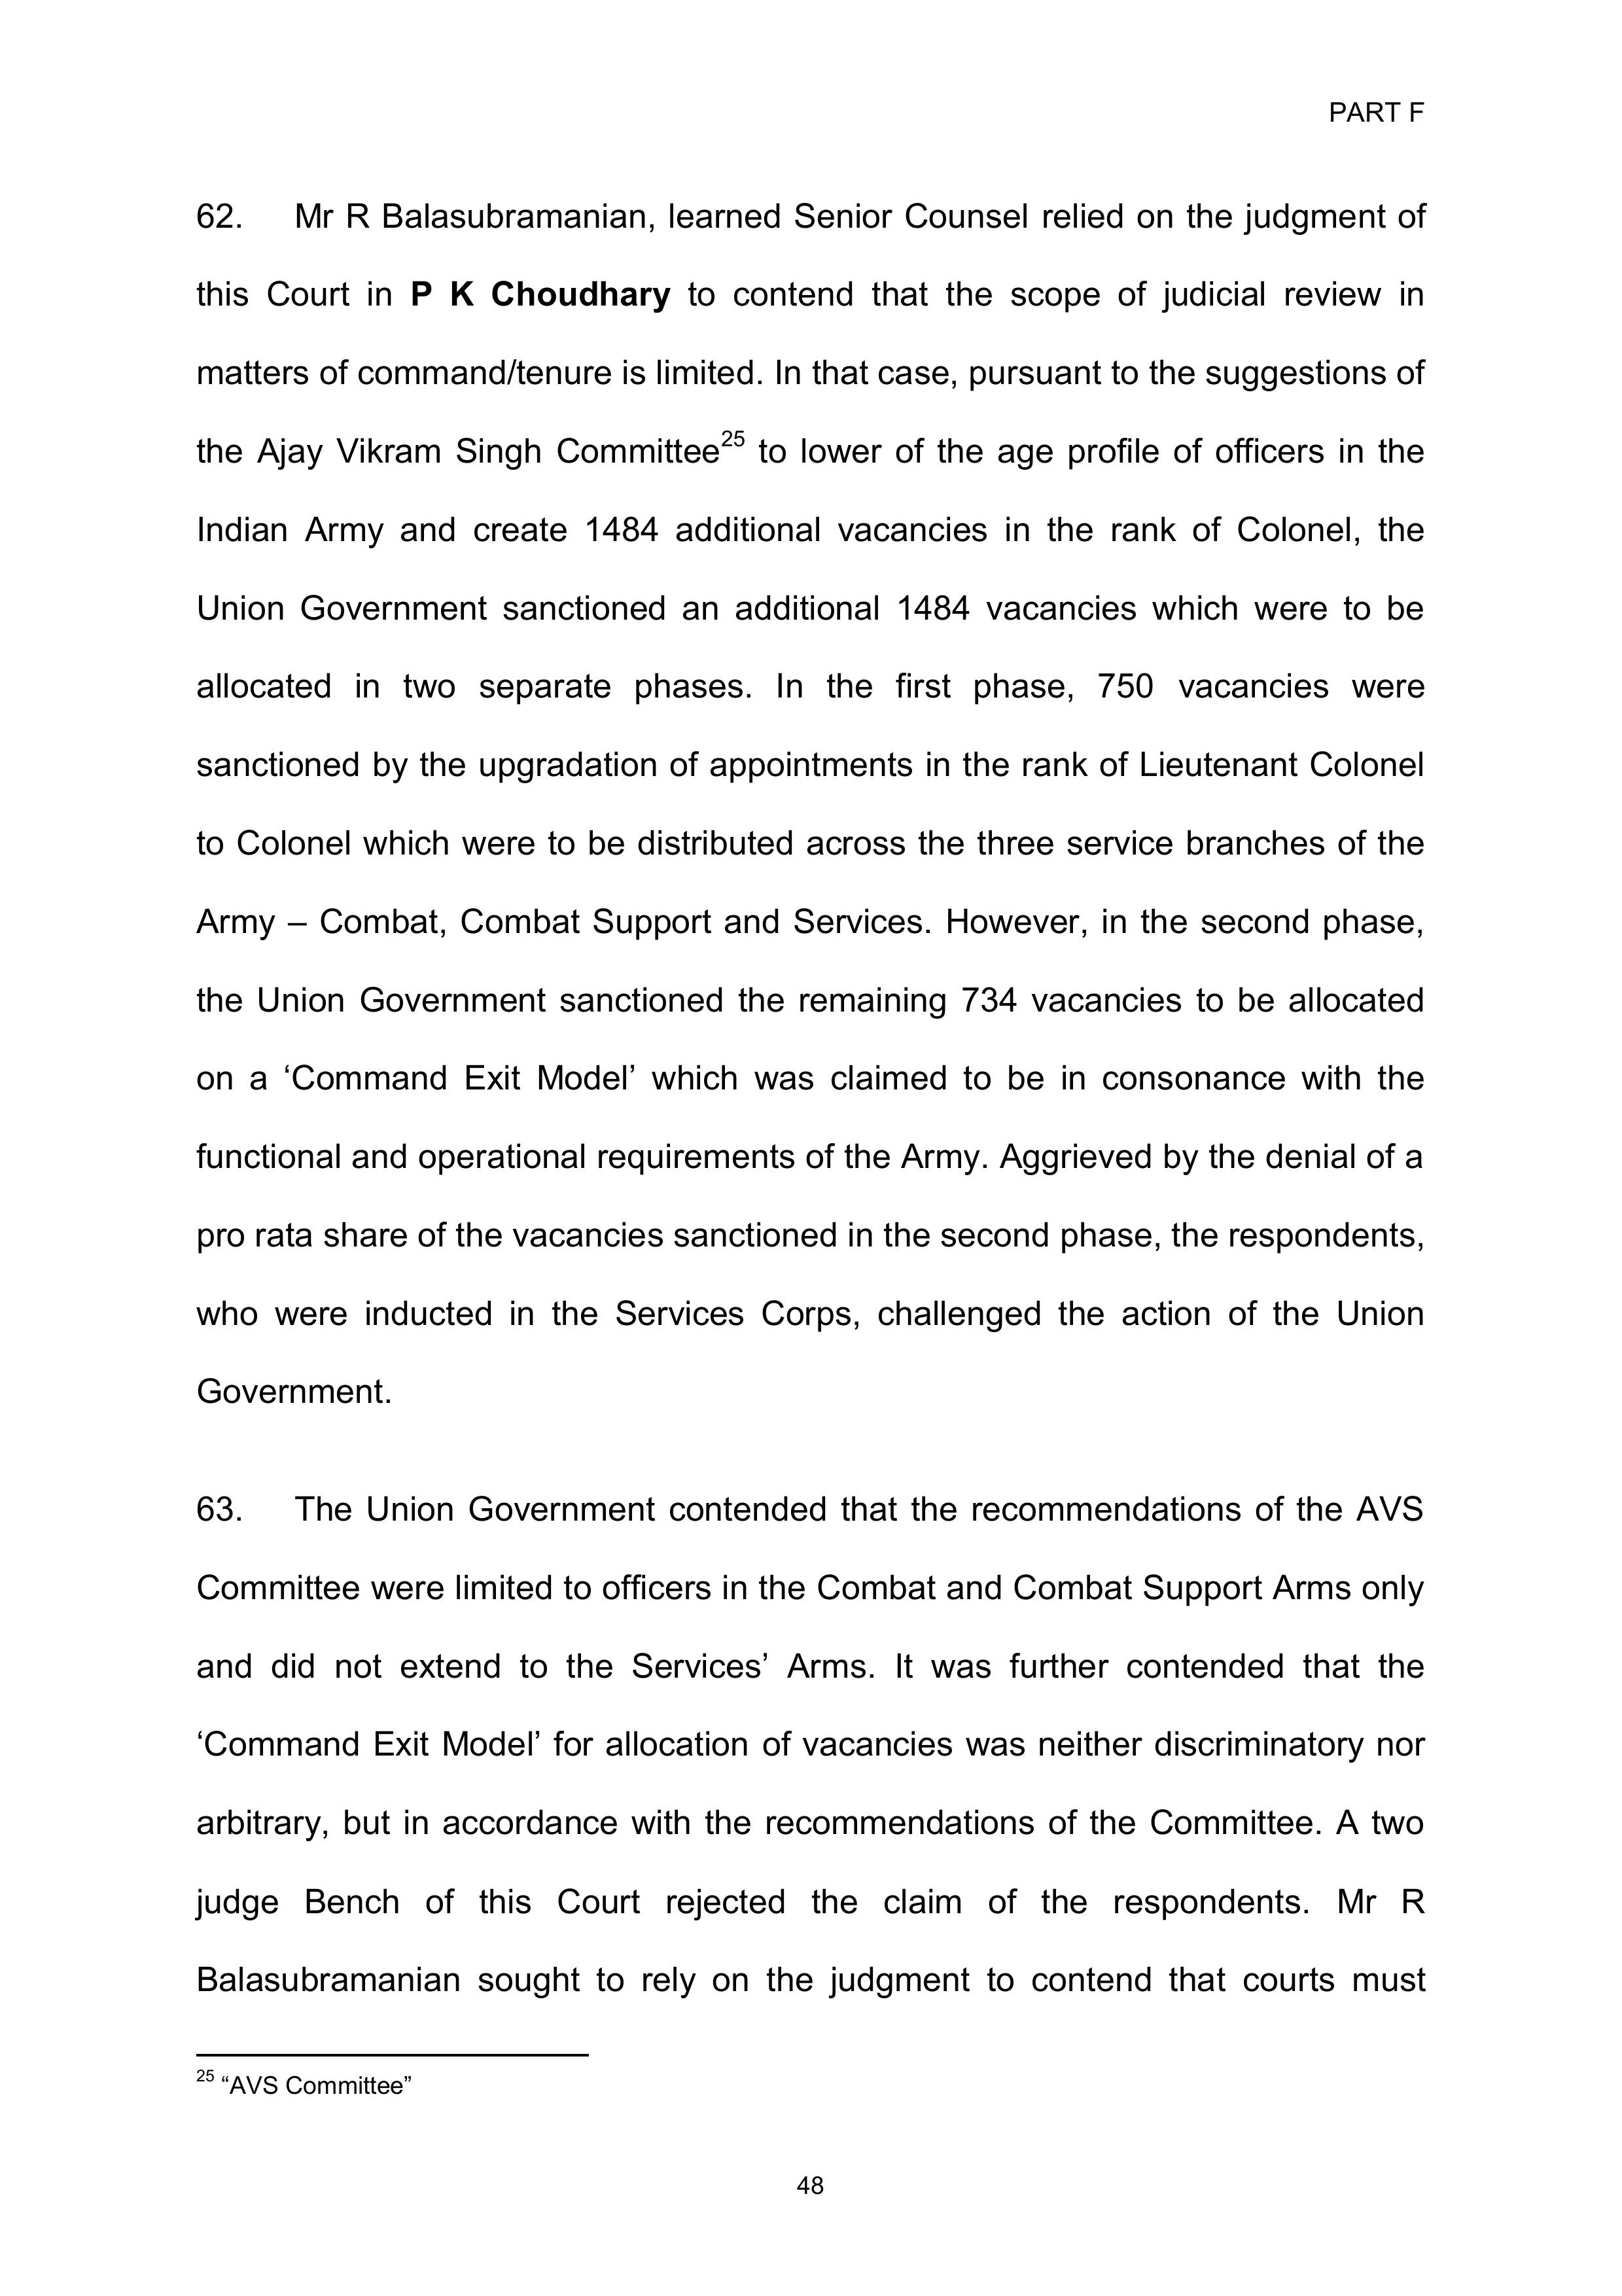 PART F
62. Mr R Balasubramanian, learned Senior Counsel relied on the judgment of
this Court in P K Choudhary to contend that the scope of judicial review in
matters of command/tenure is limited. In that case, pursuant to the suggestions of
the Ajay Vikram Singh Committee25 to lower of the age profile of officers in the
Indian Army and create 1484 additional vacancies in the rank of Colonel, the
Union Government sanctioned an additional 1484 vacancies which were to be
allocated in two separate phases. In the first phase, 750 vacancies were
sanctioned by the upgradation of appointments in the rank of Lieutenant Colonel
to Colonel which were to be distributed across the three service branches of the
Army – Combat, Combat Support and Services. However, in the second phase,
the Union Government sanctioned the remaining 734 vacancies to be allocated
on a ‘Command Exit Model’ which was claimed to be in consonance with the
functional and operational requirements of the Army. Aggrieved by the denial of a
pro rata share of the vacancies sanctioned in the second phase, the respondents,
who were inducted in the Services Corps, challenged the action of the Union
Government.
63. The Union Government contended that the recommendations of the AVS
Committee were limited to officers in the Combat and Combat Support Arms only
and did not extend to the Services’ Arms. It was further contended that the
‘Command Exit Model’ for allocation of vacancies was neither discriminatory nor
arbitrary, but in accordance with the recommendations of the Committee. A two
judge Bench of this Court rejected the claim of the respondents. Mr R
Balasubramanian sought to rely on the judgment to contend that courts must
25 “AVS Committee”
48